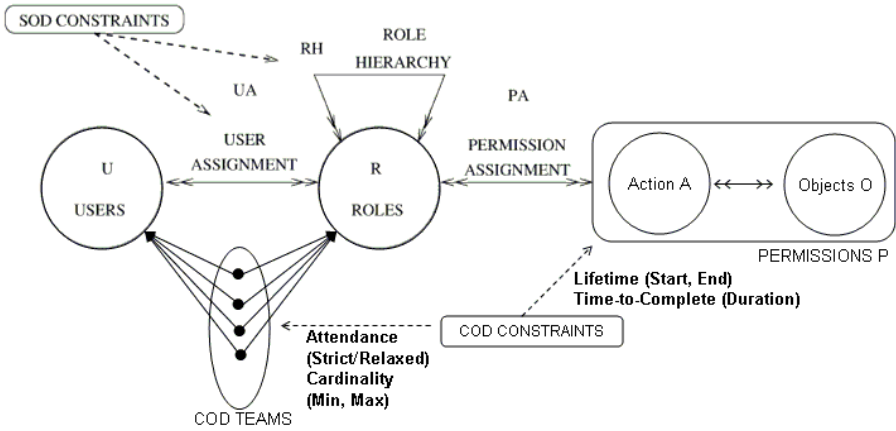 SOD CONSTRAINTS
RH
ROLE
HIERARCHY
UA
PA
USER
ASSIGNMENT
PERMISSION
ASSIGNMENT
U
USERS
R
ROLES
Action A
Objects O
PERMISSIONS P
Lifetime (Start, End)
Time-to-Complete (Duration)
COD CONSTRAINTS
Attendance
(Strict/Relaxed)
Cardinality
(Min, Max)
COD TEAMS